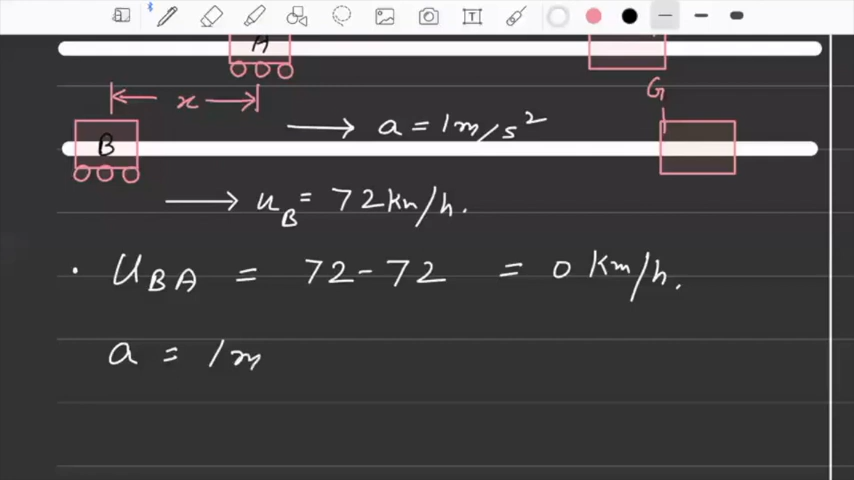 A
x
G
B
a = 1m/s²
u_B = 72km/h.
· u_BA = 72-72 = 0 km/h.
a = 1m